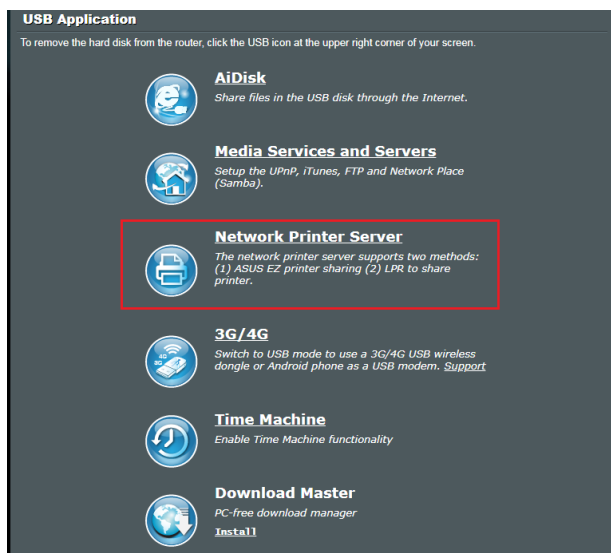 USB Application
To remove the hard disk from the router, click the USB icon at the upper right corner of your screen.
AiDisk
Share files in the USB disk through the Internet.
Media Services and Servers
Setup the UPnP, iTunes, FTP and Network Place
(Samba).
Network Printer Server
The network printer server supports two methods:
(1) ASUS EZ printer sharing (2) LPR to share
printer.
4G
3G
3G/4G
Switch to USB mode to use a 3G/4G USB wireless
dongle or Android phone as a USB modem. Support
Time Machine
Enable Time Machine functionality
Download Master
PC-free download manager
Install